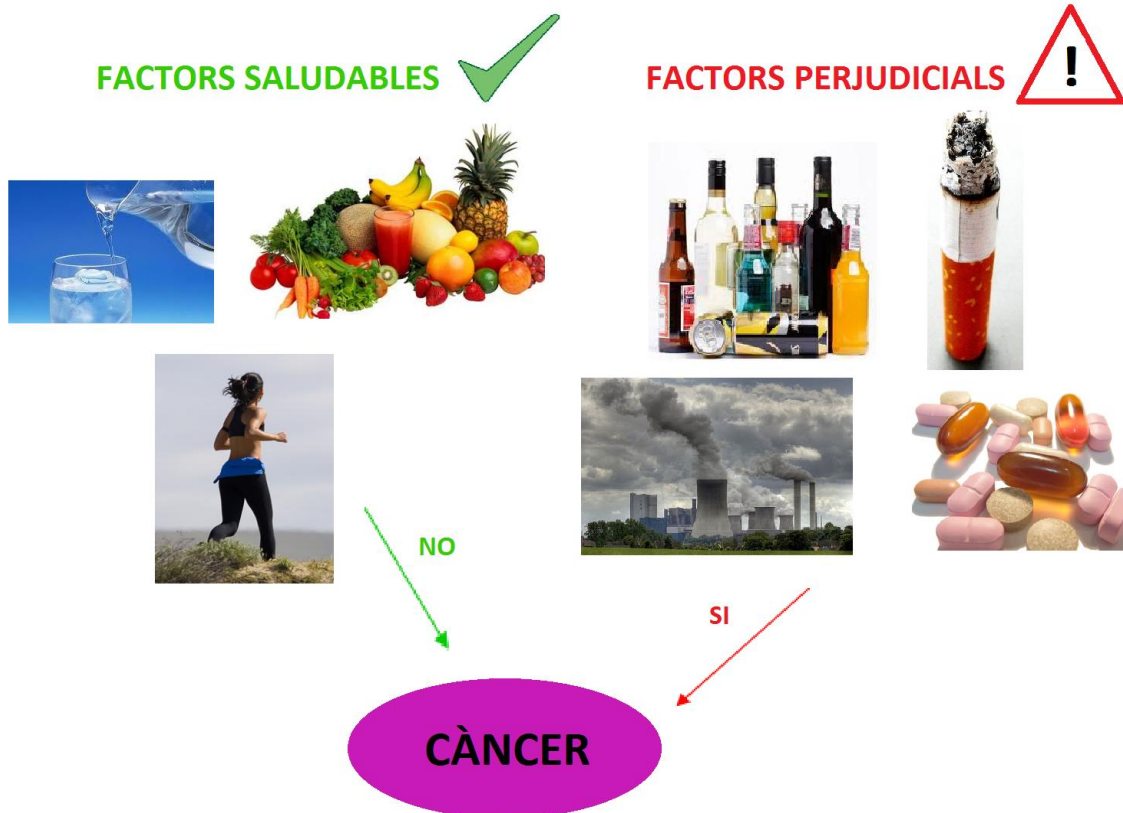 FACTORS SALUDABLES
FACTORS PERJUDICIALS
!
NO
SI
CÀNCER